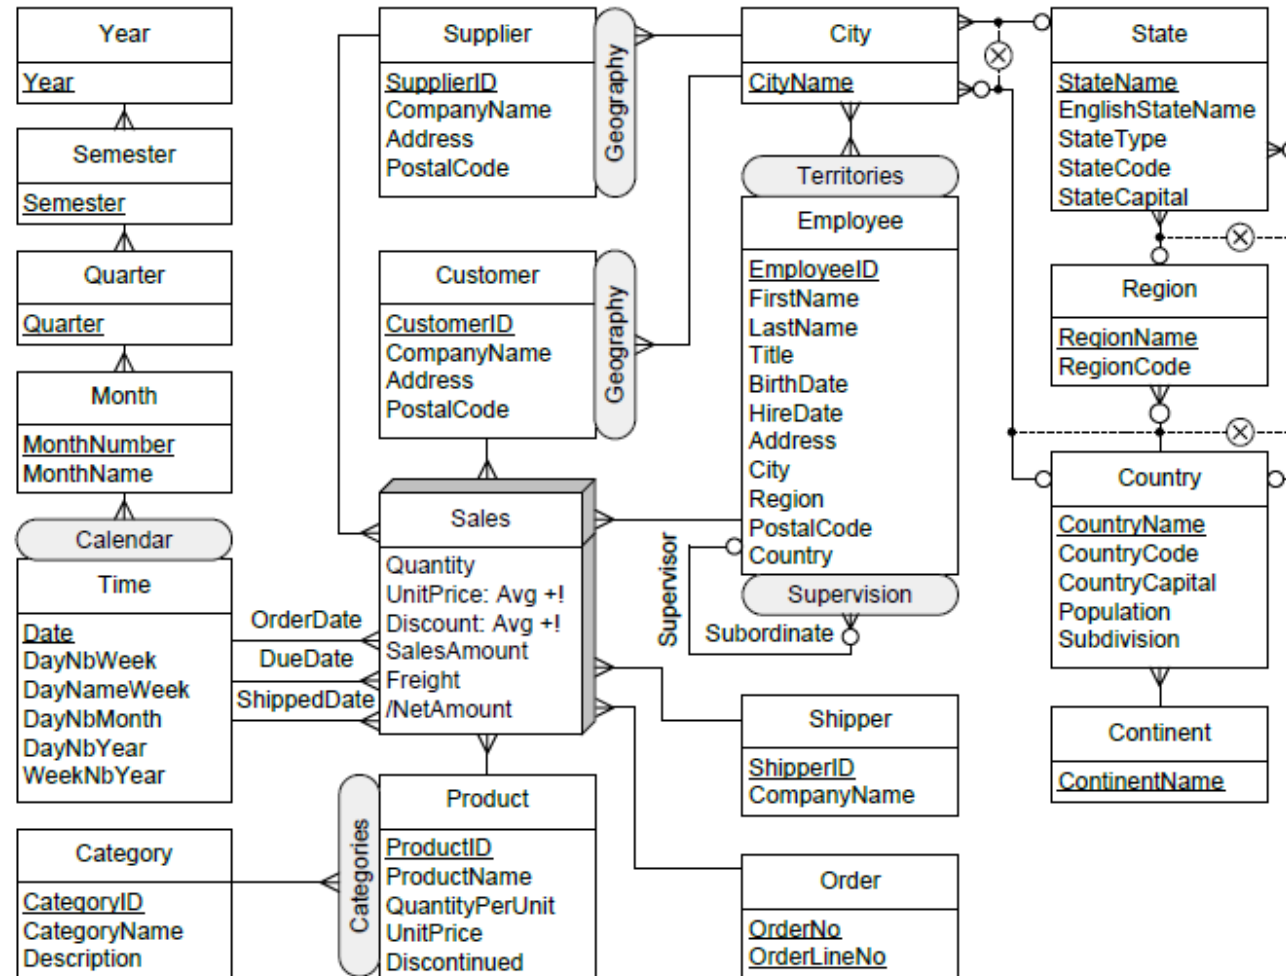 Year
Year
Semester
Semester
Quarter
Quarter
Month
MonthNumber
MonthName
Calendar
Time
Date
DayNbWeek
DayNameWeek
DayNbMonth
DayNbYear
WeekNbYear
Category
CategoryID
CategoryName
Description
OrderDate
DueDate
ShippedDate
Supplier
SupplierID
CompanyName
Address
PostalCode
Geography
Customer
CustomerID
CompanyName
Address
PostalCode
Geography
Sales
Quantity
UnitPrice: Avg +!
Discount: Avg +!
SalesAmount
Freight
/NetAmount
Categories
Product
ProductID
ProductName
QuantityPerUnit
UnitPrice
Discontinued
City
CityName
Territories
Employee
EmployeeID
FirstName
LastName
Title
BirthDate
HireDate
Address
City
Region
PostalCode
Country
Supervision
Supervisor
Subordinate
Shipper
ShipperID
CompanyName
Order
OrderNo
OrderLineNo
State
StateName
EnglishStateName
StateType
StateCode
StateCapital
Region
RegionName
RegionCode
Country
CountryName
CountryCode
CountryCapital
Population
Subdivision
Continent
ContinentName